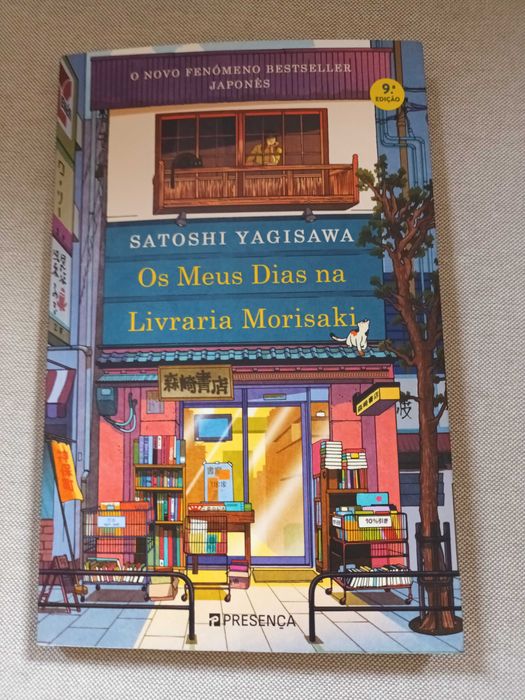 O NOVO FENÓMENO BESTSELLER
JAPONÊS
9.ª
EDIÇÃO
SATOSHI YAGISAWA
Os Meus Dias na
Livraria Morisaki
森崎書店
10%引き
PRESENÇA